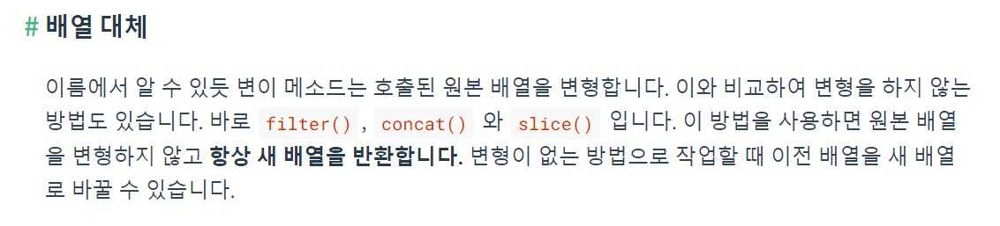 # 배열 대체
이름에서 알 수 있듯 변이 메소드는 호출된 원본 배열을 변형합니다. 이와 비교하여 변형을 하지 않는
방법도 있습니다. 바로 filter(), concat() 와 slice() 입니다. 이 방법을 사용하면 원본 배열
을 변형하지 않고 항상 새 배열을 반환합니다. 변형이 없는 방법으로 작업할 때 이전 배열을 새 배열
로 바꿀 수 있습니다.